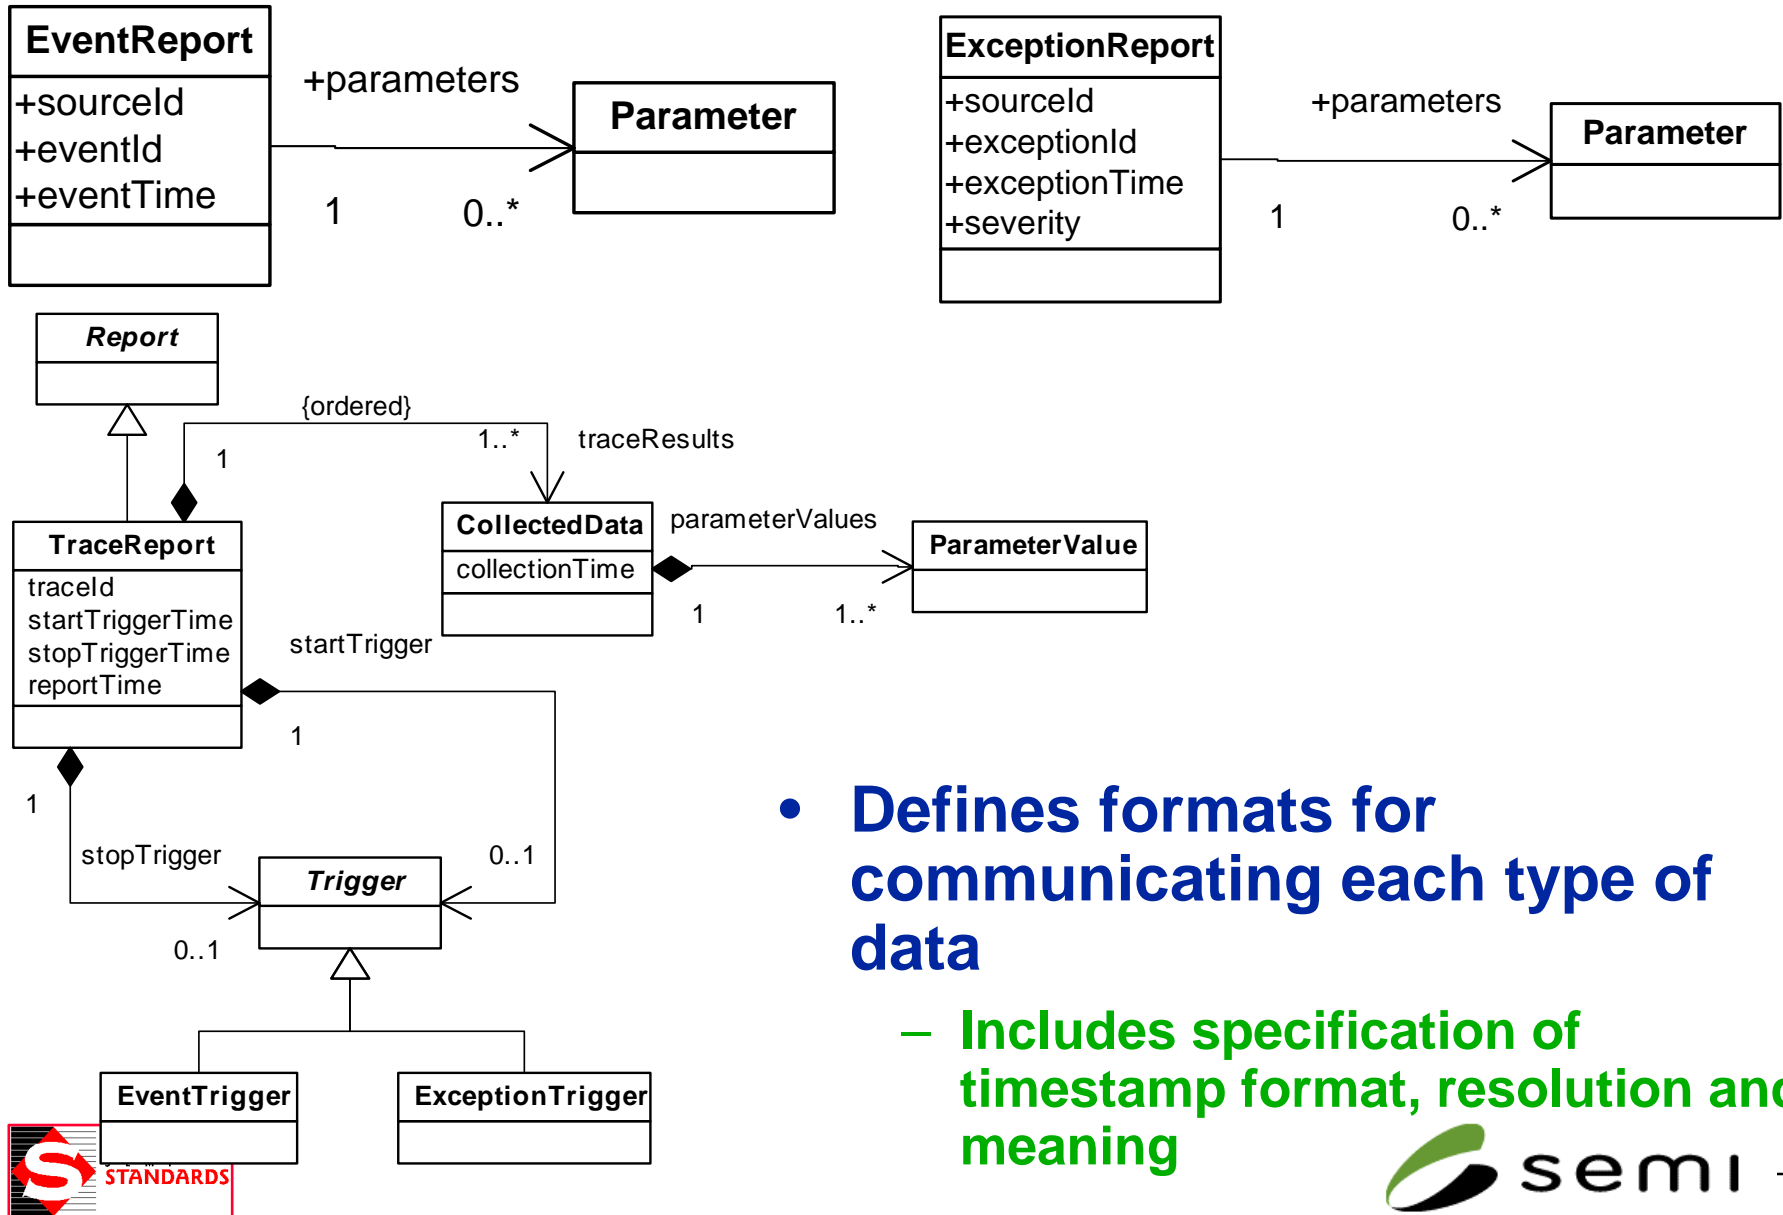 EventReport
+sourceId
+eventId
+eventTime
+parameters
1
0..*
Parameter
ExceptionReport
+sourceId
+exceptionId
+exceptionTime
+severity
+parameters
1
0..*
Parameter
Report
{ordered}
1
1..*
traceResults
TraceReport
traceId
startTriggerTime
stopTriggerTime
reportTime
CollectedData
collectionTime
parameterValues
1
1..*
ParameterValue
startTrigger
1
0..1
1
stopTrigger
0..1
Trigger
EventTrigger
ExceptionTrigger
• Defines formats for
communicating each type of
data
– Includes specification of
timestamp format, resolution and
meaning
STANDARDS
semi